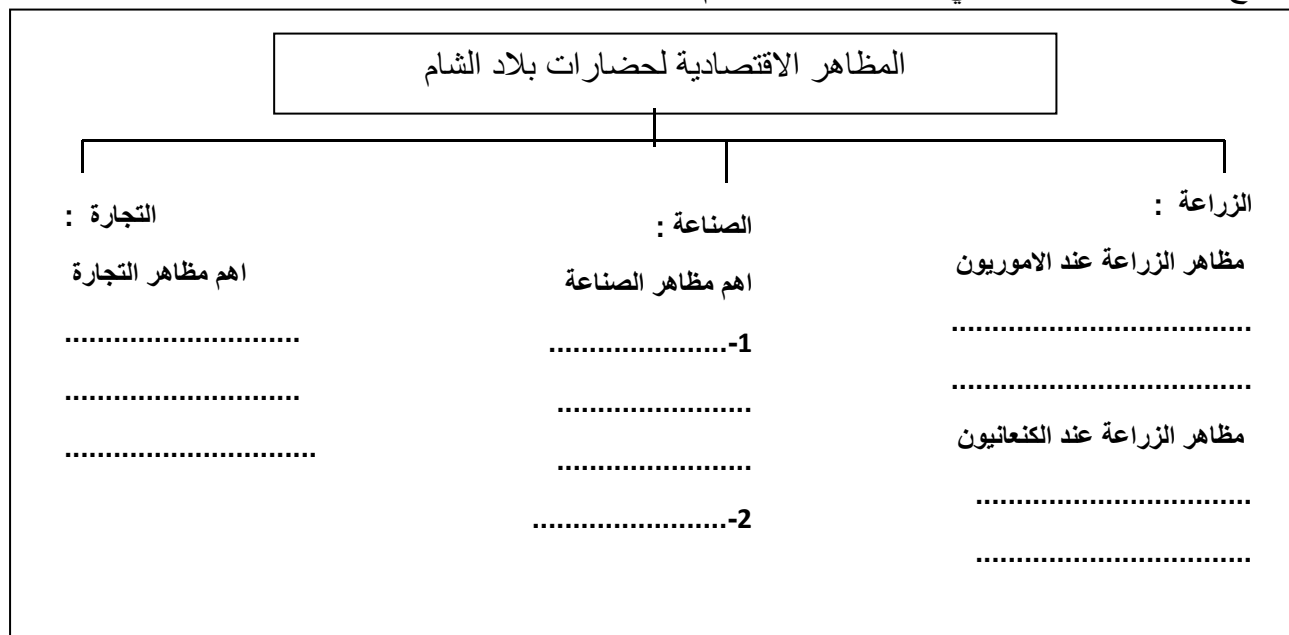 المظاهر الاقتصادية لحضارات بلاد الشام
الزراعة :
مظاهر الزراعة عند الاموريون
.....................................
.....................................
مظاهر الزراعة عند الكنعانيون
..................................
..................................
الصناعة :
اهم مظاهر الصناعة
1-......................
........................
........................
2-........................
التجارة :
اهم مظاهر التجارة
.............................
.............................
...............................